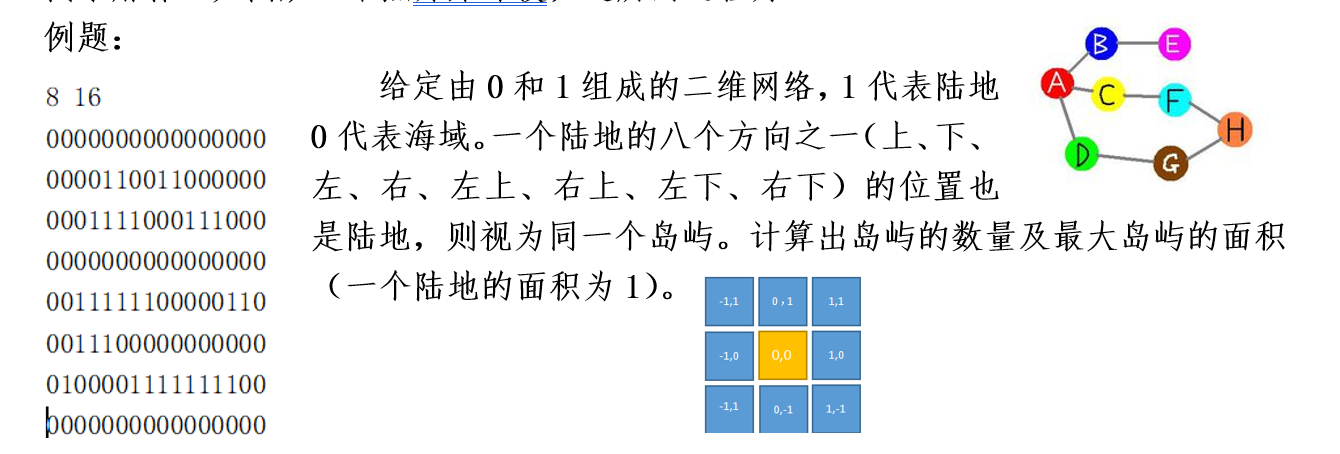 例题：
8 16
0000000000000000
0000110011000000
0001111000111000
0000000000000000
0011111100000110
0011100000000000
0100001111111100
0000000000000000
给定由 0 和 1 组成的二维网络，1 代表陆地
0 代表海域。一个陆地的八个方向之一（上、下、
左、右、左上、右上、左下、右下）的位置也
是陆地，则视为同一个岛屿。计算出岛屿的数量及最大岛屿的面积
（一个陆地的面积为 1）。
B E
A C F
H
D G
-1,1 0，1 1,1
-1,0 0,0 1,0
-1,1 0,-1 1,-1